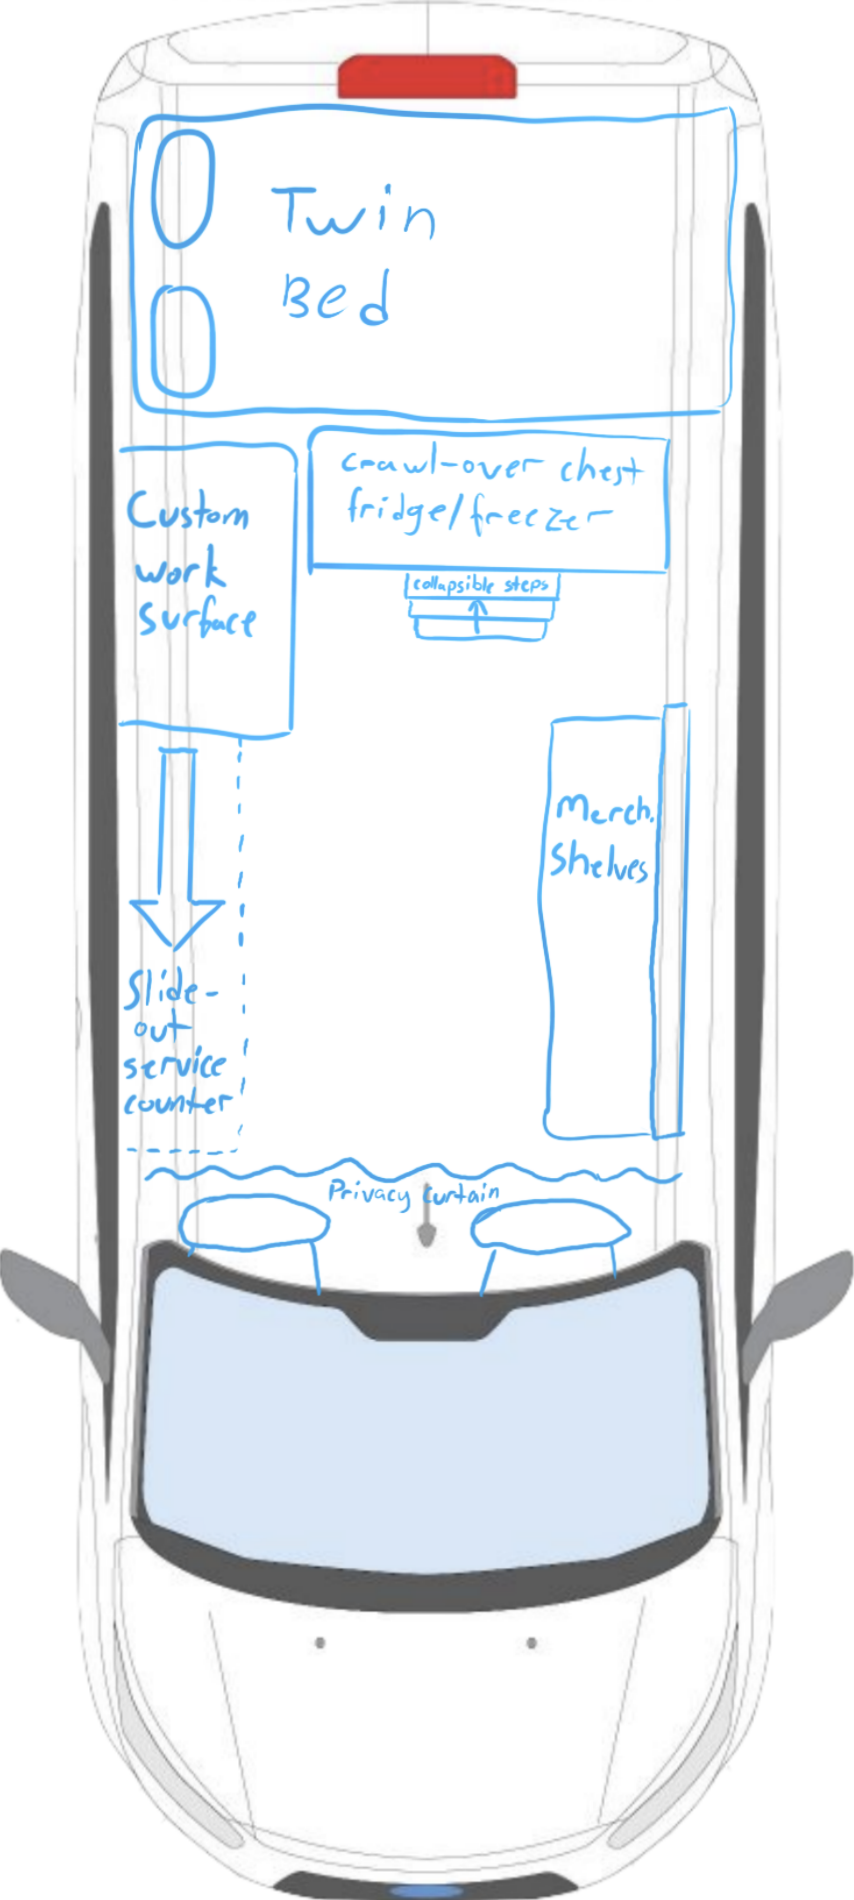 Twin
Bed
crawl-over chest
fridge/freezer
collapsible steps
Custom
work
surface
Merch.
Shelves
Slide-
out
service
counter
Privacy curtain